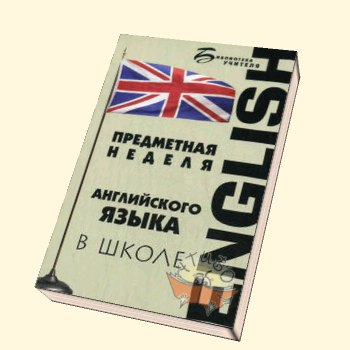 БИБЛИОТЕКА
УЧИТЕЛЯ
ПРЕДМЕТНАЯ
НЕДЕЛЯ
АНГЛИЙСКОГО
ЯЗЫКА
В ШКОЛЕ
ENGLISH